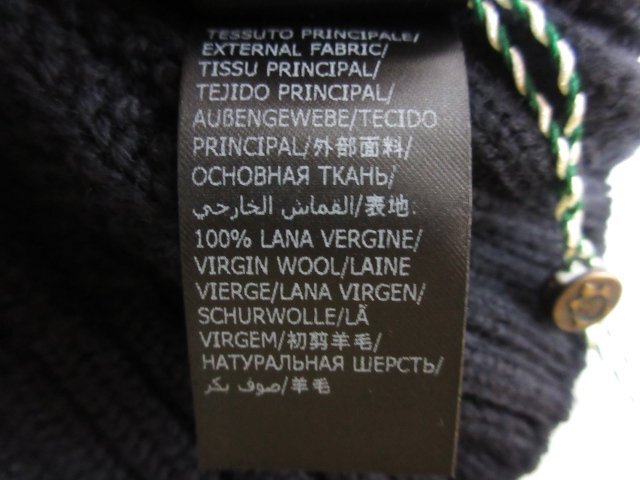 TESSUTO PRINCIPALE/
EXTERNAL FABRIC/
TISSU PRINCIPAL/
TEJIDO PRINCIPAL/
AUßENGEWEBE/TECIDO
PRINCIPAL/外部面料/
ОСНОВНАЯ ТКАНЬ/
القماش الخارجي/表地:
100% LANA VERGINE/
VIRGIN WOOL/LAINE
VIERGE/LANA VIRGEN/
SCHURWOLLE/LÃ
VIRGEM/初剪羊毛/
НАТУРАЛЬНАЯ ШЕРСТЬ/
صوف بكر/羊毛